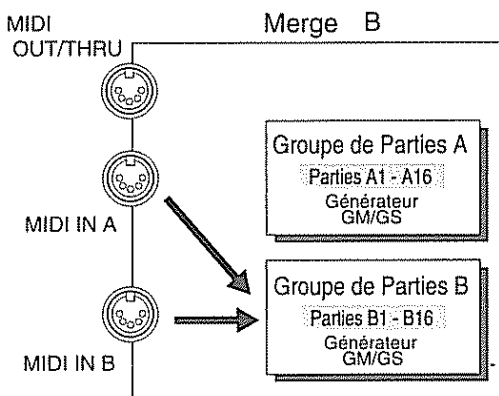 MIDI
OUT/THRU
Merge B
MIDI IN A
Groupe de Parties A
Parties A1 - A16
Générateur
GM/GS
MIDI IN B
Groupe de Parties B
Parties B1 - B16
Générateur
GM/GS